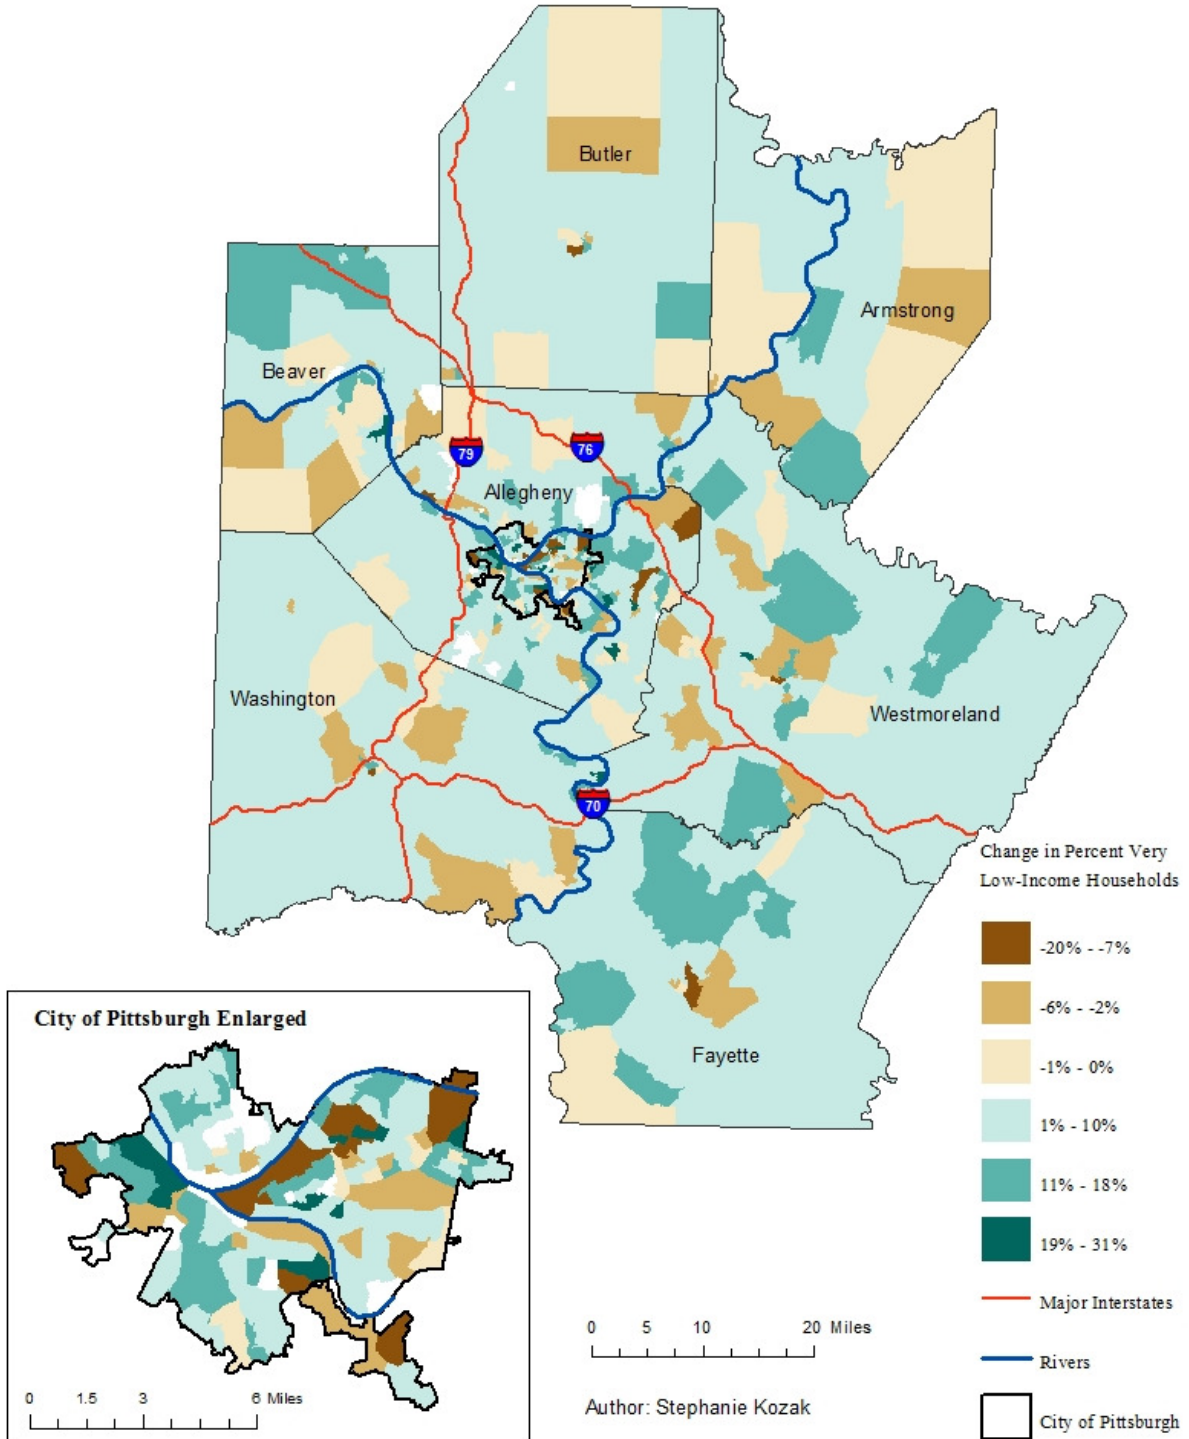 Butler
Armstrong
Beaver
79
76
Allegheny
Washington
Westmoreland
70
Fayette
Change in Percent Very
Low-Income Households
-20% - -7%
-6% - -2%
-1% - 0%
1% - 10%
11% - 18%
19% - 31%
Major Interstates
Rivers
City of Pittsburgh
City of Pittsburgh Enlarged
0 1.5 3 6 Miles
0 5 10 20 Miles
Author: Stephanie Kozak